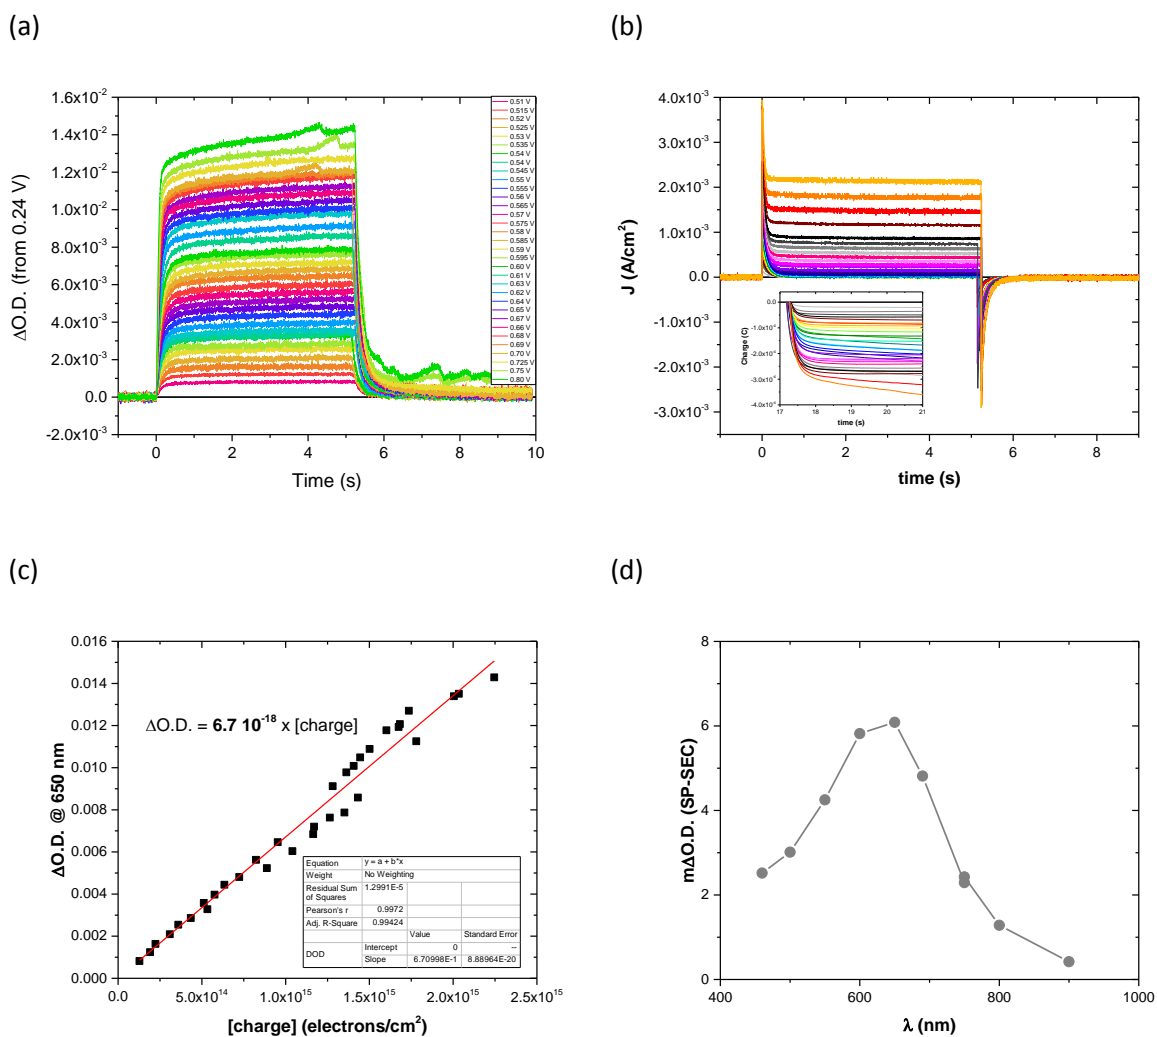 (a)
(b)
1.6x10⁻²
1.4x10⁻²
1.2x10⁻²
1.0x10⁻²
8.0x10⁻³
6.0x10⁻³
4.0x10⁻³
2.0x10⁻³
0.0
-2.0x10⁻³
ΔO.D. (from 0.24 V)
0 2 4 6 8 10
Time (s)
0.51 V
0.515 V
0.52 V
0.525 V
0.53 V
0.535 V
0.54 V
0.54 V
0.545 V
0.55 V
0.555 V
0.56 V
0.565 V
0.57 V
0.575 V
0.58 V
0.585 V
0.59 V
0.595 V
0.60 V
0.61 V
0.63 V
0.62 V
0.64 V
0.65 V
0.67 V
0.66 V
0.68 V
0.69 V
0.70 V
0.725 V
0.75 V
0.80 V
4.0x10⁻³
3.0x10⁻³
2.0x10⁻³
1.0x10⁻³
0.0
-1.0x10⁻³
-2.0x10⁻³
-3.0x10⁻³
J (A/cm²)
0 2 4 6 8
time (s)
0.0
Charge (C)
17 18 19 20 21
time (s)
(c)
(d)
0.016
0.014
0.012
0.010
0.008
0.006
0.004
0.002
0.000
ΔO.D. @ 650 nm
ΔO.D. = 6.7 10⁻¹⁸ x [charge]
Equation y = a + b*x
Weight No Weighting
Residual Sum of Squares 1.2991E-5
Pearson's r 0.9972
Adj. R-Square 0.99424
Value Standard Error
DOD Intercept 0 --
Slope 6.70998E-1 8.88964E-20
0.0 5.0x10¹⁴ 1.0x10¹⁵ 1.5x10¹⁵ 2.0x10¹⁵ 2.5x10¹⁵
[charge] (electrons/cm²)
8
6
4
2
0
mΔO.D. (SP-SEC)
400 600 800 1000
λ (nm)